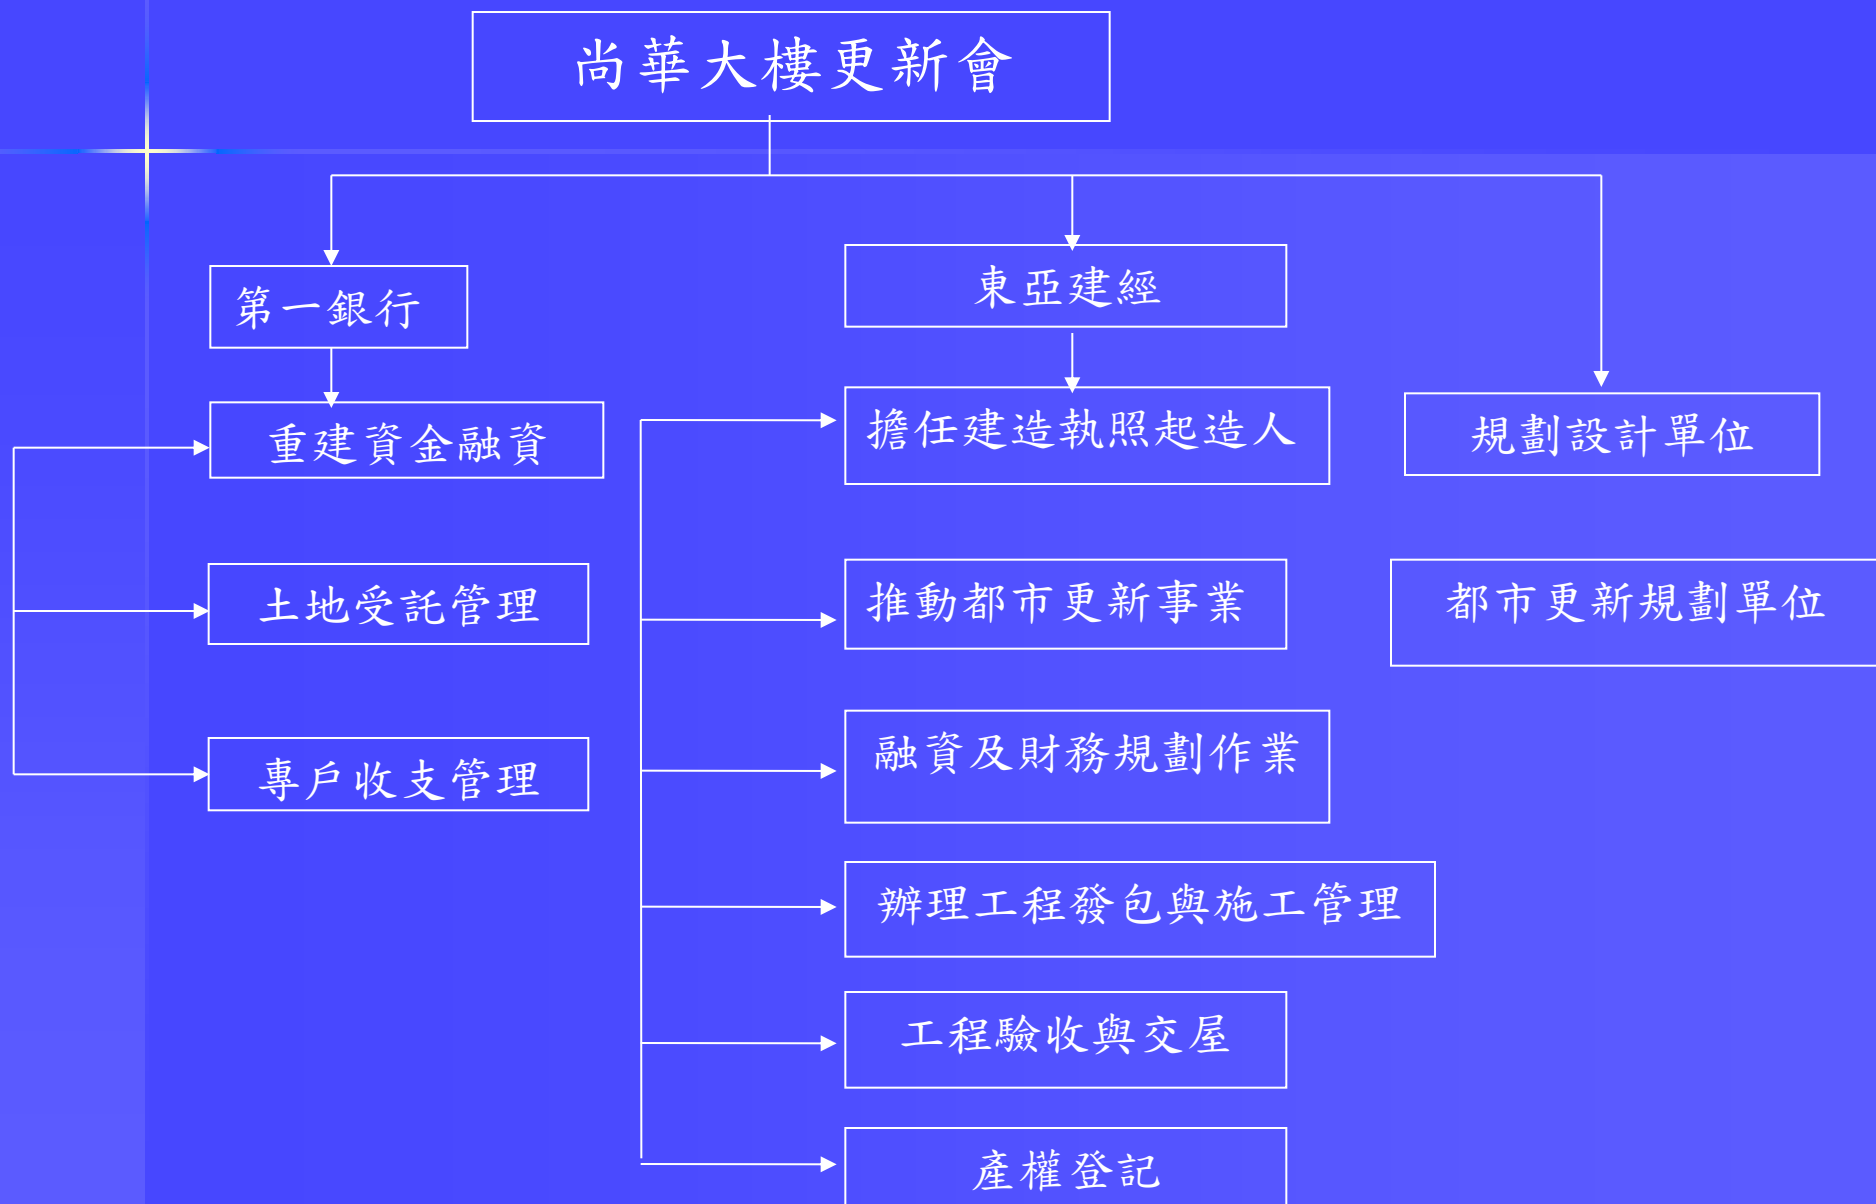 尚華大樓更新會
第一銀行
重建資金融資
土地受託管理
專戶收支管理
東亞建經
擔任建造執照起造人
推動都市更新事業
融資及財務規劃作業
辦理工程發包與施工管理
工程驗收與交屋
產權登記
規劃設計單位
都市更新規劃單位